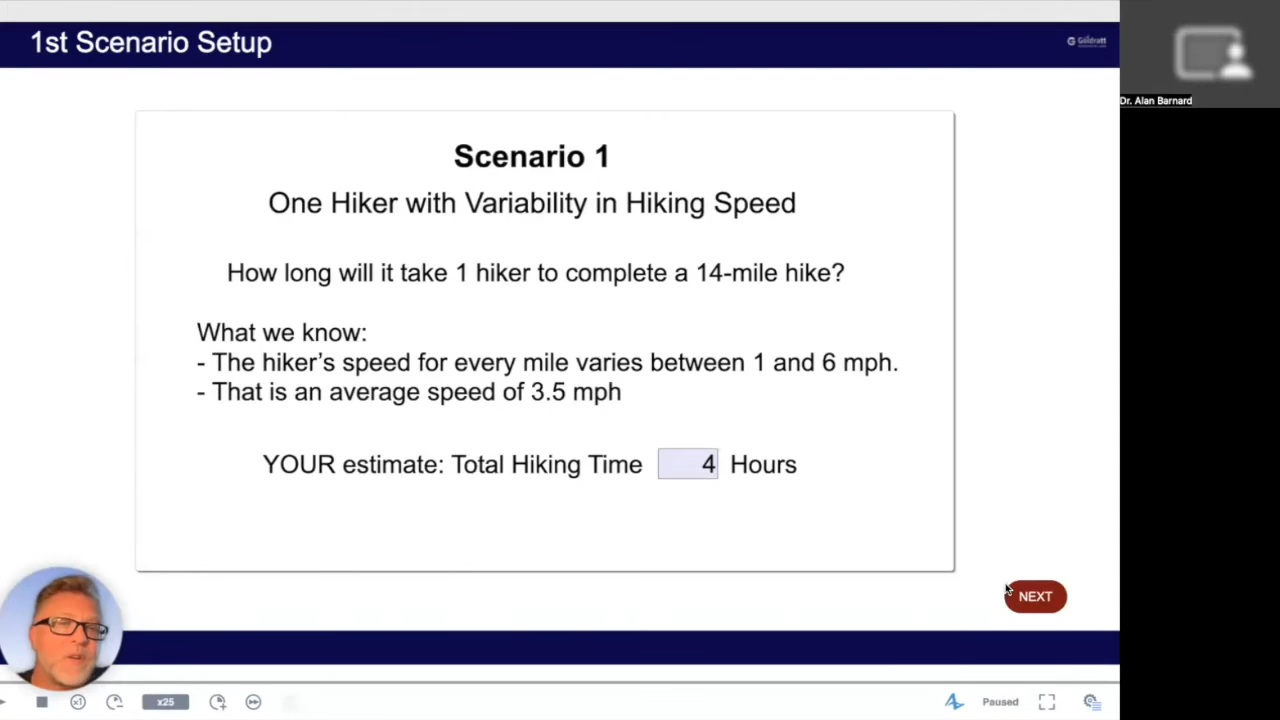 1st Scenario Setup
Goldratt
Dr. Alan Barnard
Scenario 1
One Hiker with Variability in Hiking Speed
How long will it take 1 hiker to complete a 14-mile hike?
What we know:
- The hiker's speed for every mile varies between 1 and 6 mph.
- That is an average speed of 3.5 mph
YOUR estimate: Total Hiking Time 4 Hours
NEXT
x1 x25 Paused